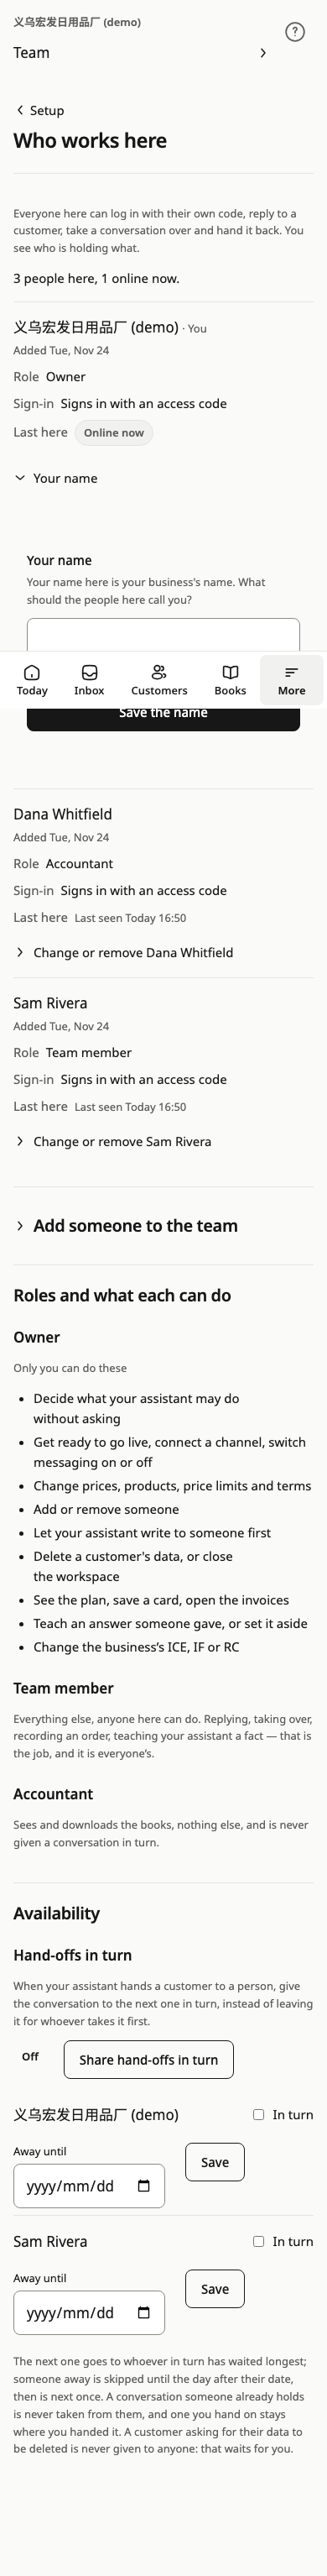 义乌宏发日用品厂 (demo)
Team
Setup
Who works here
Everyone here can log in with their own code, reply to a
customer, take a conversation over and hand it back. You
see who is holding what.
3 people here, 1 online now.
义乌宏发日用品厂 (demo) · You
Added Tue, Nov 24
Role Owner
Sign-in Signs in with an access code
Last here Online now
Your name
Your name
Your name here is your business's name. What
should the people here call you?
Today
Inbox
Customers
Books
More
Save the name
Dana Whitfield
Added Tue, Nov 24
Role Accountant
Sign-in Signs in with an access code
Last here Last seen Today 16:50
Change or remove Dana Whitfield
Sam Rivera
Added Tue, Nov 24
Role Team member
Sign-in Signs in with an access code
Last here Last seen Today 16:50
Change or remove Sam Rivera
Add someone to the team
Roles and what each can do
Owner
Only you can do these
• Decide what your assistant may do
without asking
• Get ready to go live, connect a channel, switch
messaging on or off
• Change prices, products, price limits and terms
• Add or remove someone
• Let your assistant write to someone first
• Delete a customer's data, or close
the workspace
• See the plan, save a card, open the invoices
• Teach an answer someone gave, or set it aside
• Change the business’s ICE, IF or RC
Team member
Everything else, anyone here can do. Replying, taking over,
recording an order, teaching your assistant a fact — that is
the job, and it is everyone’s.
Accountant
Sees and downloads the books, nothing else, and is never
given a conversation in turn.
Availability
Hand-offs in turn
When your assistant hands a customer to a person, give
the conversation to the next one in turn, instead of leaving
it for whoever takes it first.
Off
Share hand-offs in turn
义乌宏发日用品厂 (demo)
In turn
Away until
yyyy/mm/dd
Save
Sam Rivera
In turn
Away until
yyyy/mm/dd
Save
The next one goes to whoever in turn has waited longest;
someone away is skipped until the day after their date,
then is next once. A conversation someone already holds
is never taken from them, and one you hand on stays
where you handed it. A customer asking for their data to
be deleted is never given to anyone: that waits for you.